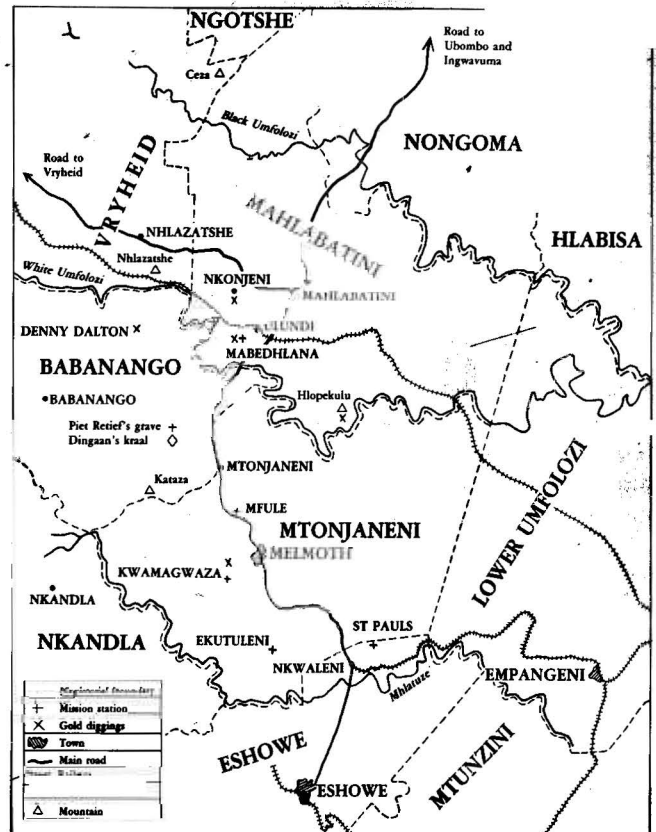 NGOTSHE
Road to
Ubombo and
Ingwavuma
Ceza
Black Umfolozi
NONGOMA
Road to
Vryheid
VRYHEID
MAHLABATINI
NHLAZATSHE
HLABISA
Nhlazatshe
White Umfolozi
NKONJENI
MAHLABATINI
ULUNDI
DENNY DALTON
MABEDHLANA
BABANANGO
BABANANGO
Hlopekulu
Piet Retief's grave
Dingaan's kraal
MTONJANENI
Kataza
MFULE
MTONJANENI
LOWER UMFOLOZI
MELMOTH
KWAMAGWAZA
NKANDLA
ST PAULS
NKANDLA
EKUTULENI
NKWALENI
EMPANGENI
Mhlatuze
Magisterial boundary
Mission station
Gold diggings
Town
Main road
Mountain
ESHOWE
ESHOWE
MTUNZINI